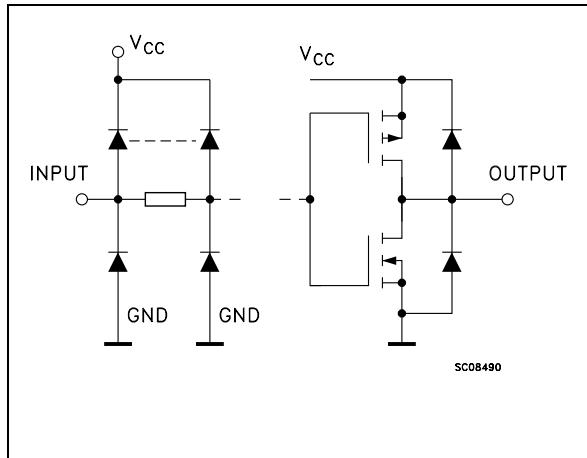 VCC
VCC
INPUT
OUTPUT
GND
GND
SC08490